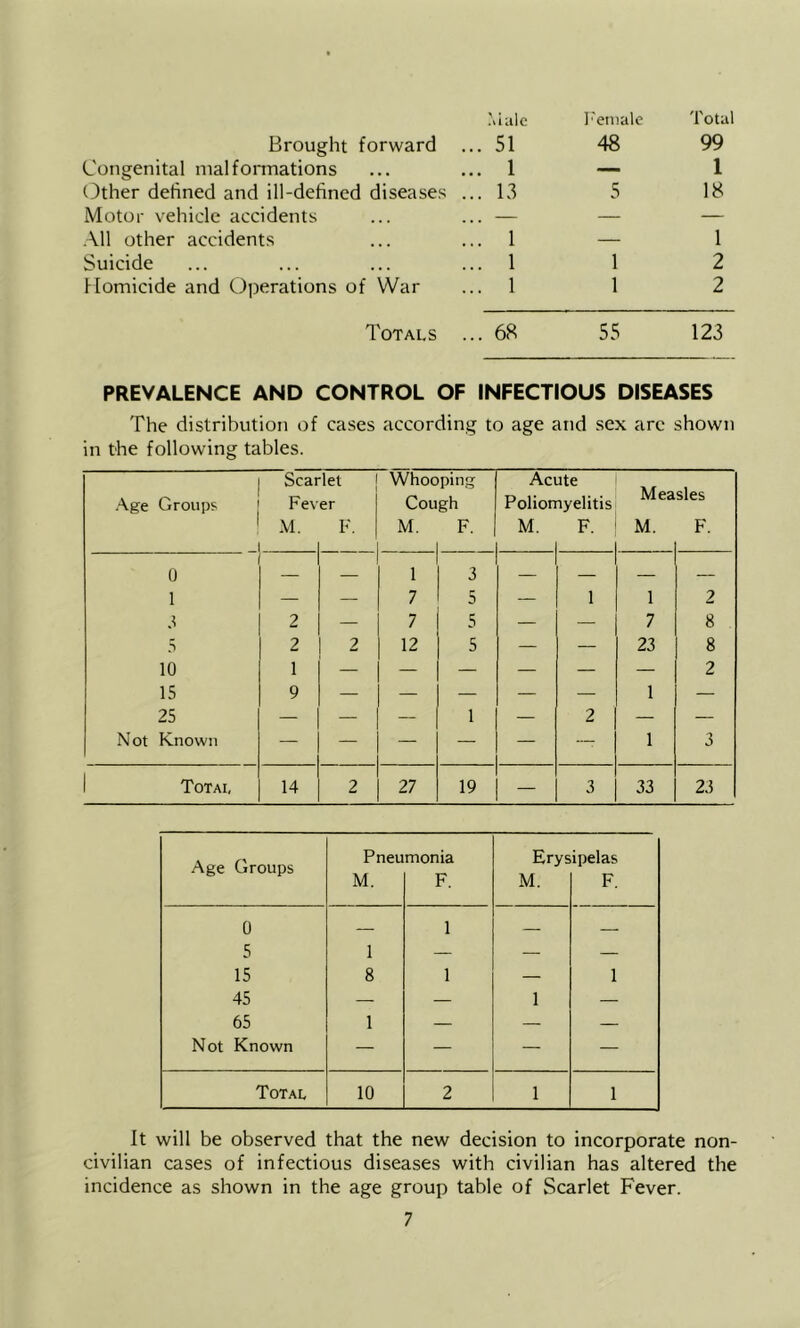 Male Female Total
Brought forward ... 51 48 99
Congenital malformations ... ... 1 — 1
Other defined and ill-defined diseases ... 13 5 18
Motor vehicle accidents ... ... — — —
All other accidents ... ... 1 — 1
Suicide ... ... ... ... 1 1 2
Homicide and Operations of War ... 1 1 2
TOTALS ... 68 55 123
PREVALENCE AND CONTROL OF INFECTIOUS DISEASES
The distribution of cases according to age and sex are shown
in the following tables.
Age Groups | Scarlet Fever | Whooping Cough | Acute Poliomyelitis | Measles
M. F. | M. F. | M. F. | M. F.
0 | — | — | 1 | 3 | — | — | — | —
1 | — | — | 7 | 5 | — | 1 | 1 | 2
3 | 2 | — | 7 | 5 | — | — | 7 | 8
5 | 2 | 2 | 12 | 5 | — | — | 23 | 8
10 | 1 | — | — | — | — | — | — | 2
15 | 9 | — | — | — | — | — | 1 | —
25 | — | — | — | 1 | — | 2 | — | —
Not Known | — | — | — | — | — | — | 1 | 3
TOTAL | 14 | 2 | 27 | 19 | — | 3 | 33 | 23
Age Groups | Pneumonia | Erysipelas
M. | F. | M. | F.
0 | — | 1 | — | —
5 | 1 | — | — | —
15 | 8 | 1 | — | 1
45 | — | — | 1 | —
65 | 1 | — | — | —
Not Known | — | — | — | —
TOTAL | 10 | 2 | 1 | 1
It will be observed that the new decision to incorporate non-
civilian cases of infectious diseases with civilian has altered the
incidence as shown in the age group table of Scarlet Fever.
7